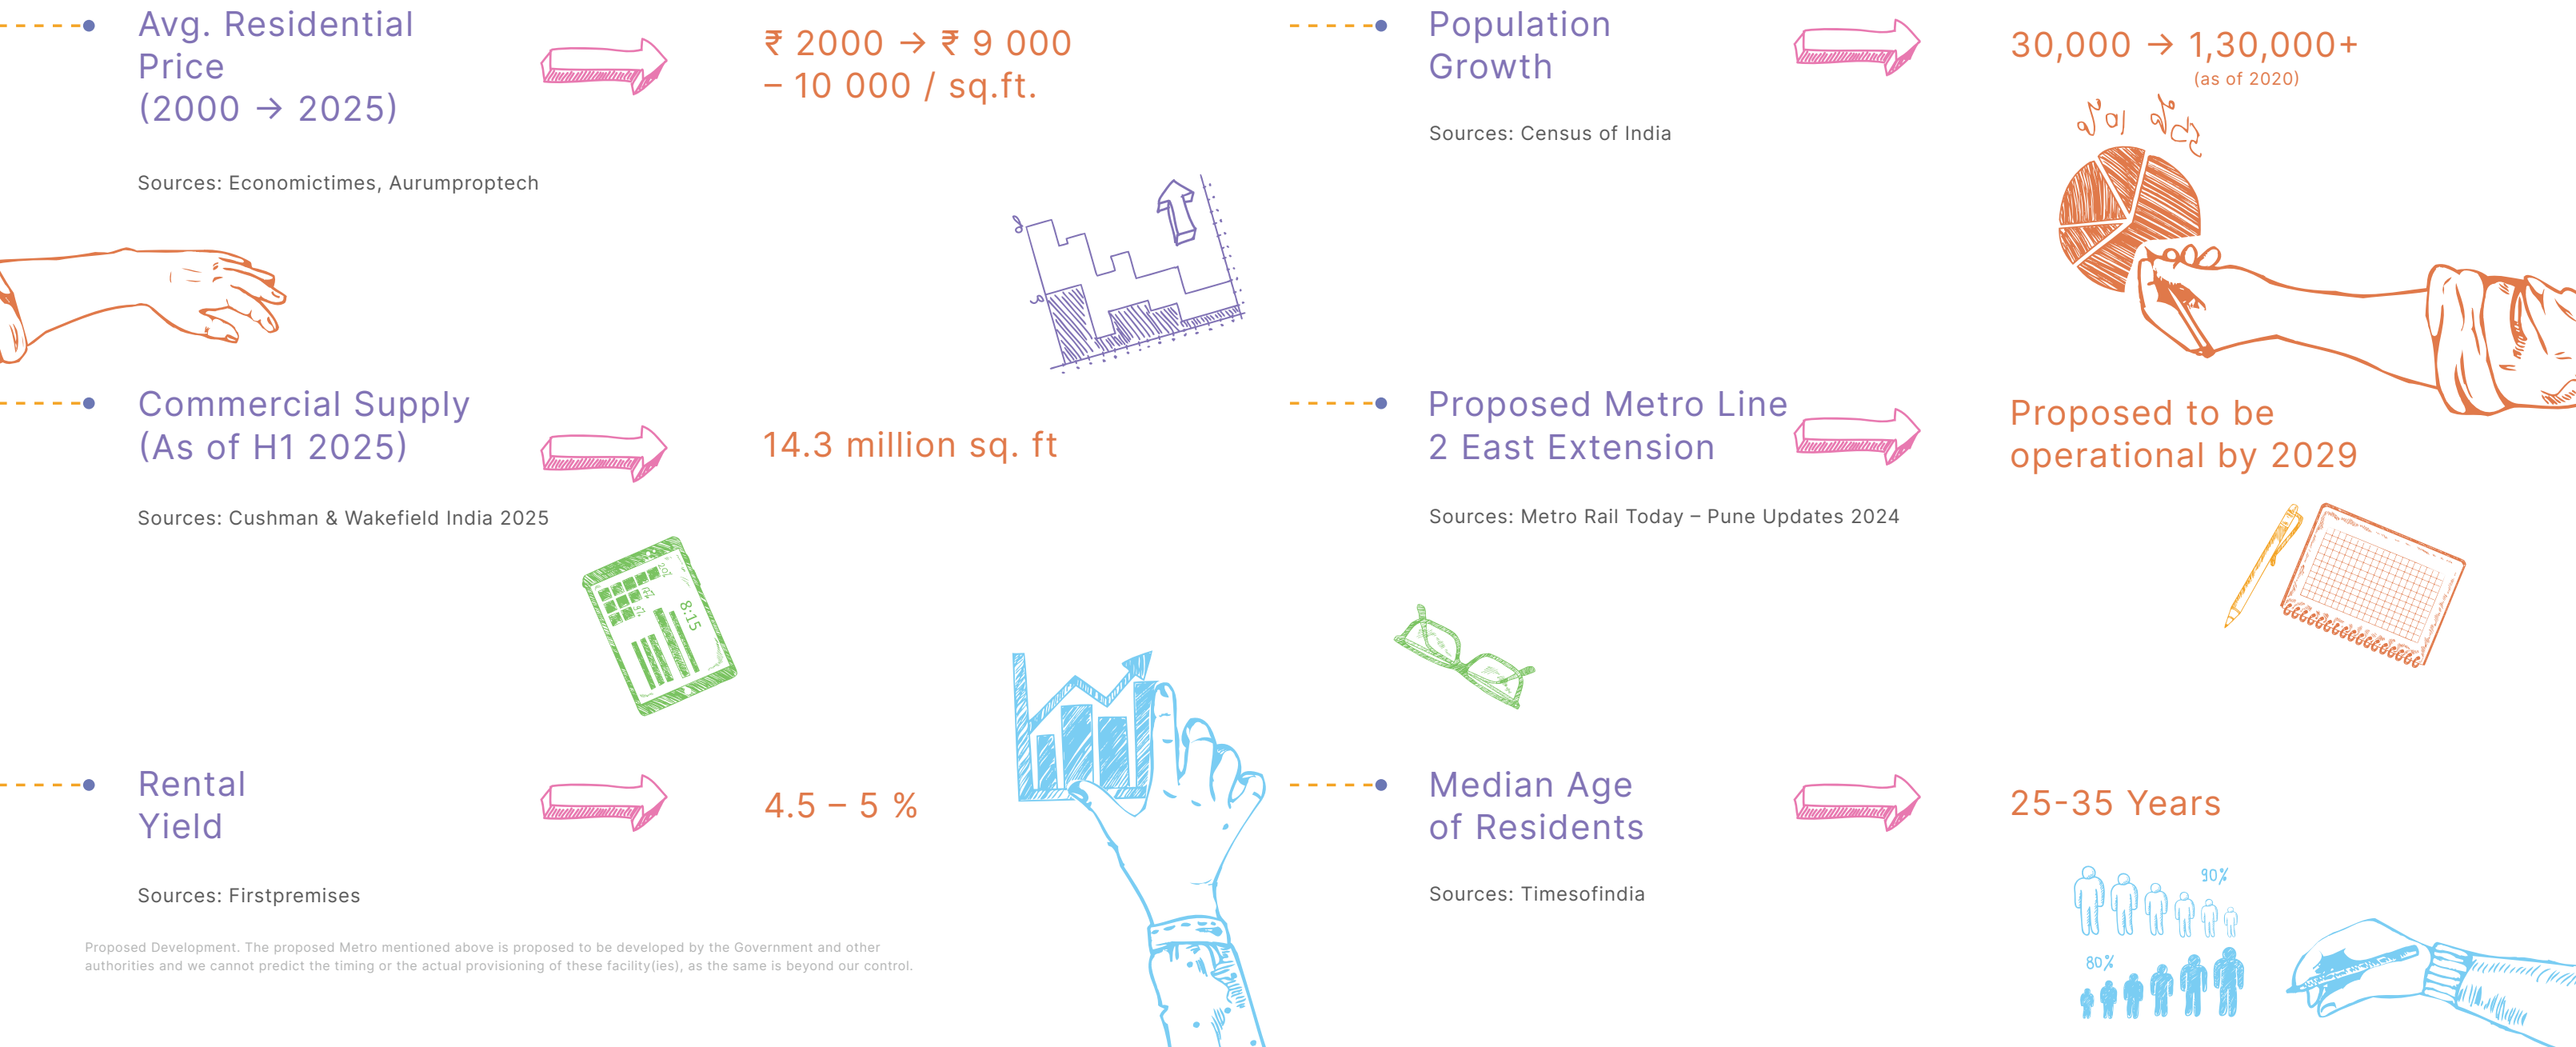 Avg. Residential
Price
(2000 → 2025)
₹ 2000 → ₹ 9 000
– 10 000 / sq.ft.
Sources: Economictimes, Aurumproptech
Population
Growth
30,000 → 1,30,000+
(as of 2020)
Sources: Census of India
Commercial Supply
(As of H1 2025)
14.3 million sq. ft
Sources: Cushman & Wakefield India 2025
20%
8:15
Proposed Metro Line
2 East Extension
Proposed to be
operational by 2029
Sources: Metro Rail Today – Pune Updates 2024
Rental
Yield
4.5 – 5 %
Sources: Firstpremises
Median Age
of Residents
25-35 Years
Sources: Timesofindia
90%
80%
Proposed Development. The proposed Metro mentioned above is proposed to be developed by the Government and other
authorities and we cannot predict the timing or the actual provisioning of these facility(ies), as the same is beyond our control.